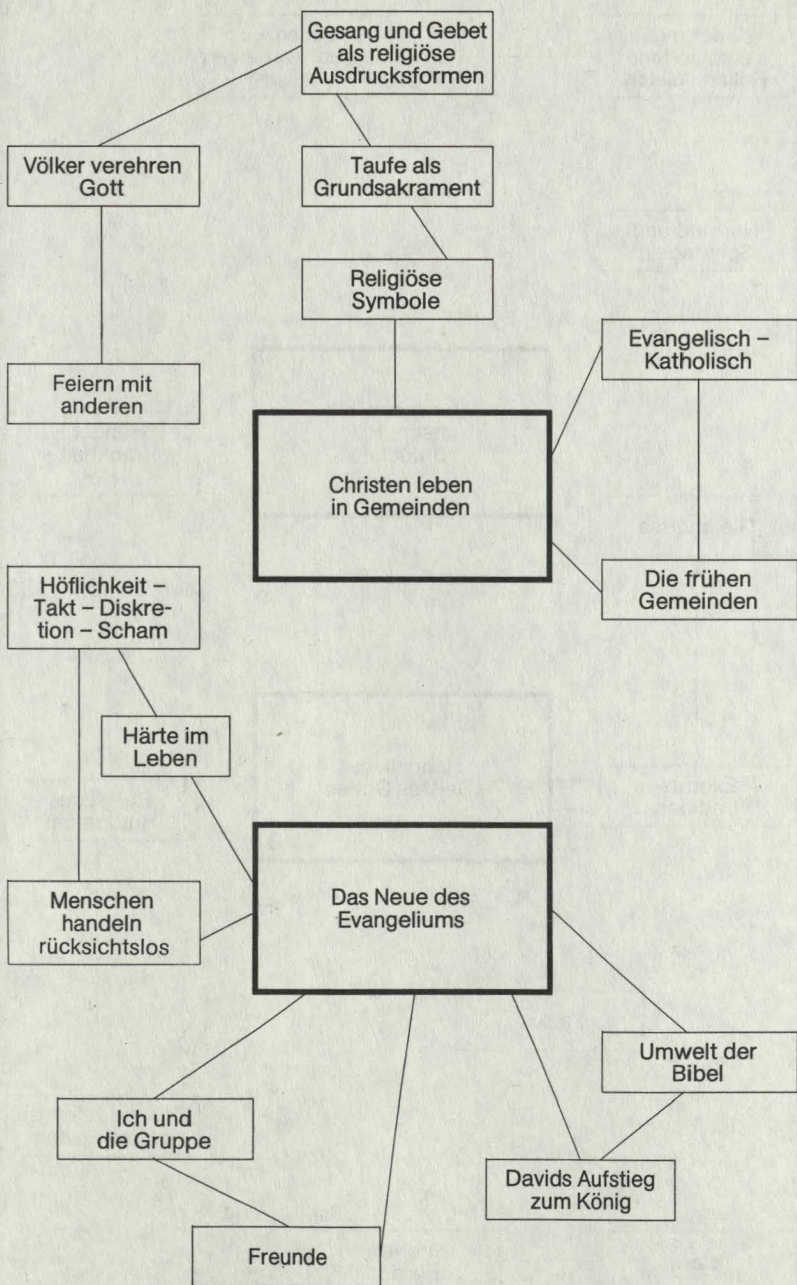 Gesang und Gebet
als religiöse
Ausdrucksformen
Völker verehren
Gott
Taufe als
Grundsakrament
Religiöse
Symbole
Evangelisch –
Katholisch
Feiern mit
anderen
Christen leben
in Gemeinden
Die frühen
Gemeinden
Höflichkeit –
Takt – Diskre-
tion – Scham
Härte im
Leben
Menschen
handeln
rücksichtslos
Das Neue des
Evangeliums
Umwelt der
Bibel
Ich und
die Gruppe
Davids Aufstieg
zum König
Freunde